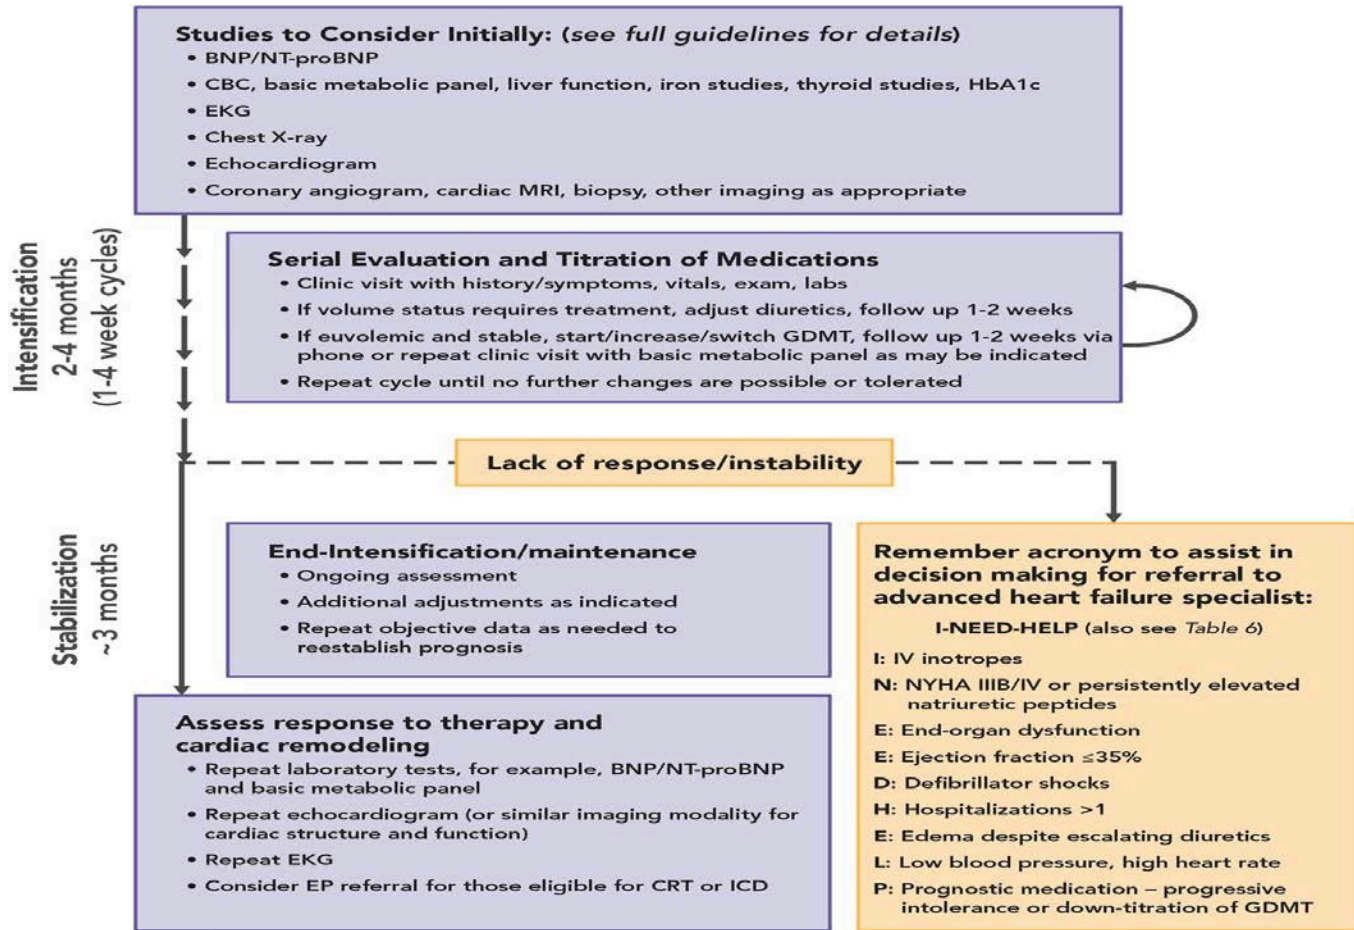 Studies to Consider Initially: (see full guidelines for details)
• BNP/NT-proBNP
• CBC, basic metabolic panel, liver function, iron studies, thyroid studies, HbA1c
• EKG
• Chest X-ray
• Echocardiogram
• Coronary angiogram, cardiac MRI, biopsy, other imaging as appropriate
Intensification
2-4 months
(1-4 week cycles)
Serial Evaluation and Titration of Medications
• Clinic visit with history/symptoms, vitals, exam, labs
• If volume status requires treatment, adjust diuretics, follow up 1-2 weeks
• If euvolemic and stable, start/increase/switch GDMT, follow up 1-2 weeks via
phone or repeat clinic visit with basic metabolic panel as may be indicated
• Repeat cycle until no further changes are possible or tolerated
Lack of response/instability
Stabilization
~3 months
End-Intensification/maintenance
• Ongoing assessment
• Additional adjustments as indicated
• Repeat objective data as needed to
reestablish prognosis
Assess response to therapy and
cardiac remodeling
• Repeat laboratory tests, for example, BNP/NT-proBNP
and basic metabolic panel
• Repeat echocardiogram (or similar imaging modality for
cardiac structure and function)
• Repeat EKG
• Consider EP referral for those eligible for CRT or ICD
Remember acronym to assist in
decision making for referral to
advanced heart failure specialist:
I-NEED-HELP (also see Table 6)
I: IV inotropes
N: NYHA IIIB/IV or persistently elevated
natriuretic peptides
E: End-organ dysfunction
E: Ejection fraction ≤35%
D: Defibrillator shocks
H: Hospitalizations >1
E: Edema despite escalating diuretics
L: Low blood pressure, high heart rate
P: Prognostic medication – progressive
intolerance or down-titration of GDMT